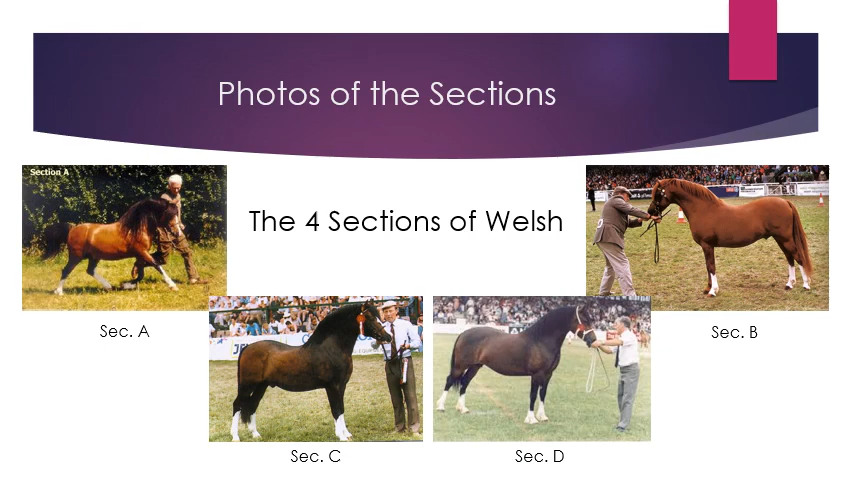 Photos of the Sections
Section A
The 4 Sections of Welsh
Sec. A
Sec. B
Sec. C
Sec. D